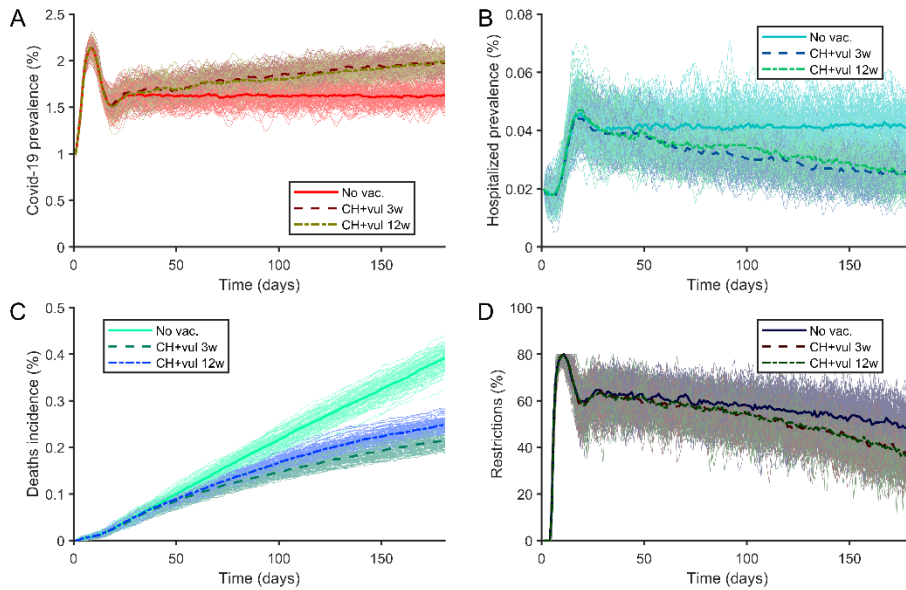 A
Covid-19 prevalence (%)
2.5
2
1.5
1
0.5
0
0
50
100
150
Time (days)
No vac.
CH+vul 3w
CH+vul 12w
B
Hospitalized prevalence (%)
0.08
0.06
0.04
0.02
0
0
50
100
150
Time (days)
No vac.
CH+vul 3w
CH+vul 12w
C
Deaths incidence (%)
0.5
0.4
0.3
0.2
0.1
0
0
50
100
150
Time (days)
No vac.
CH+vul 3w
CH+vul 12w
D
Restrictions (%)
100
80
60
40
20
0
0
50
100
150
Time (days)
No vac.
CH+vul 3w
CH+vul 12w